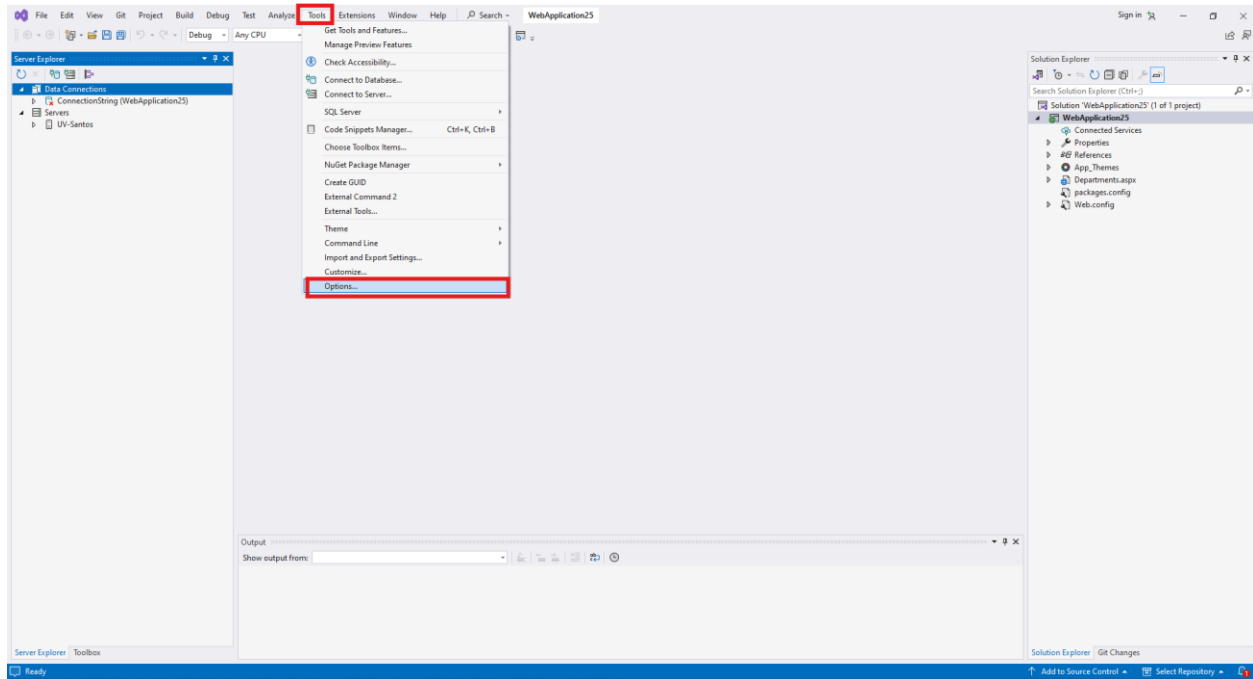 File Edit View Git Project Build Debug Test Analyze Tools Extensions Window Help Search WebApplication25 Sign in
Debug Any CPU
Server Explorer
Data Connections
ConnectionString (WebApplication25)
Servers
UV-Santos
Get Tools and Features...
Manage Preview Features
Check Accessibility...
Connect to Database...
Connect to Server...
SQL Server
Code Snippets Manager... Ctrl+K, Ctrl+B
Choose Toolbox Items...
NuGet Package Manager
Create GUID
External Command 2
External Tools...
Theme
Command Line
Import and Export Settings...
Customize...
Options...
Solution Explorer
Search Solution Explorer (Ctrl+;)
Solution 'WebApplication25' (1 of 1 project)
WebApplication25
Connected Services
Properties
References
App_Themes
Departments.aspx
packages.config
Web.config
Output
Show output from:
Server Explorer Toolbox
Solution Explorer Git Changes
Ready
Add to Source Control Select Repository